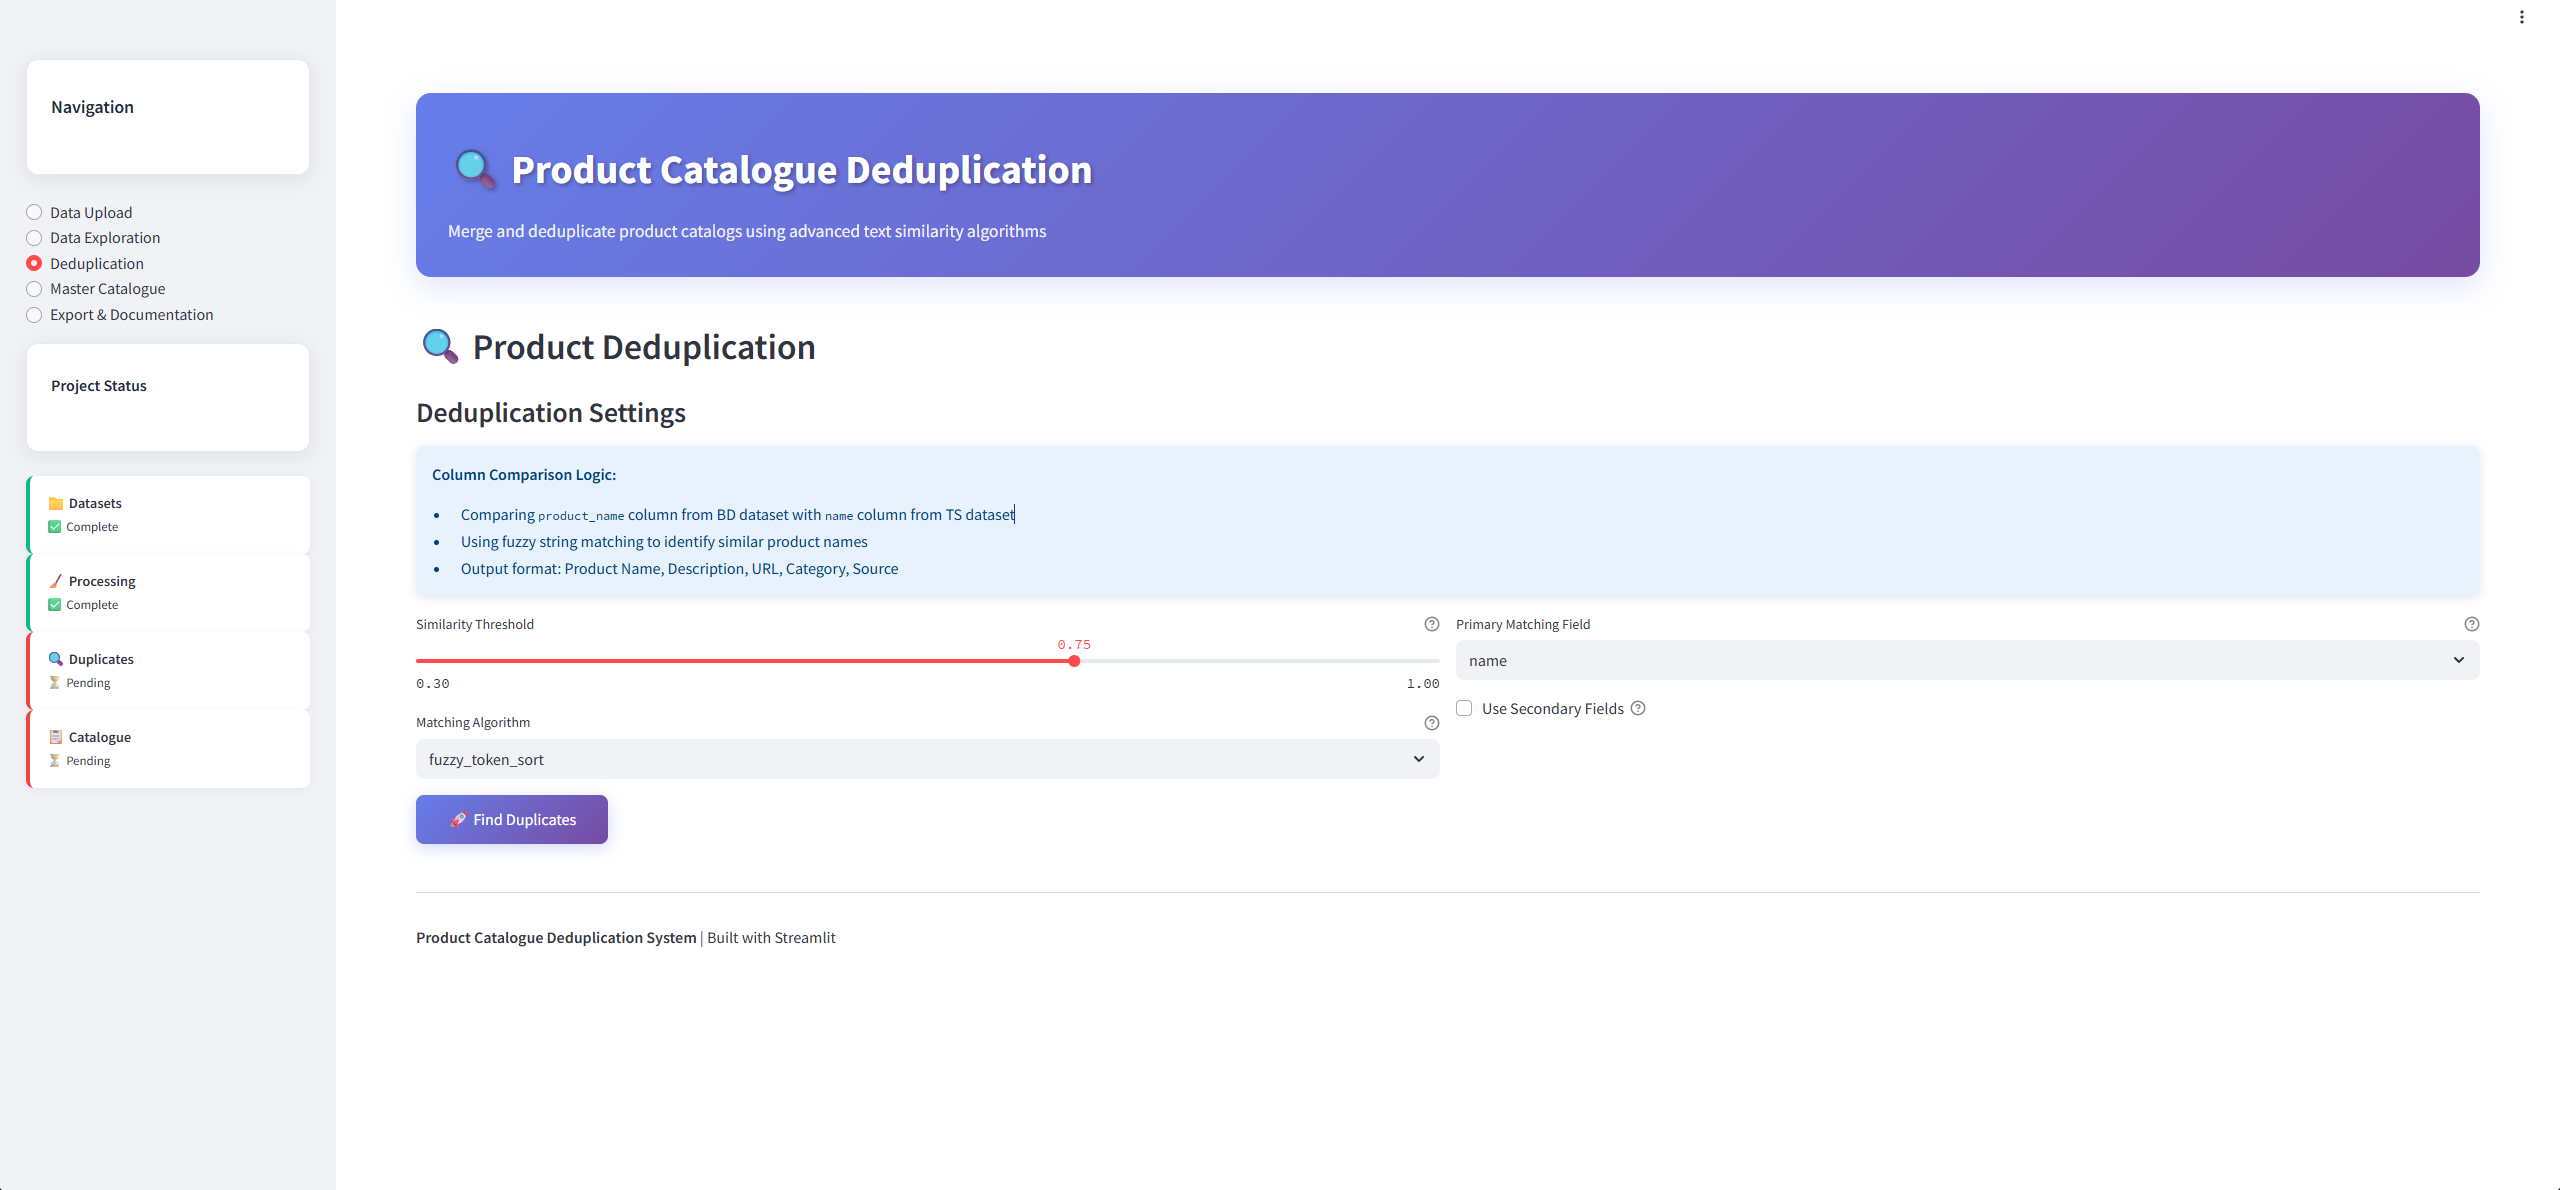 Navigation
Data Upload
Data Exploration
Deduplication
Master Catalogue
Export & Documentation
Project Status
Datasets
Complete
Processing
Complete
Duplicates
Pending
Catalogue
Pending
Product Catalogue Deduplication
Merge and deduplicate product catalogs using advanced text similarity algorithms
Product Deduplication
Deduplication Settings
Column Comparison Logic:
• Comparing product_name column from BD dataset with name column from TS dataset
• Using fuzzy string matching to identify similar product names
• Output format: Product Name, Description, URL, Category, Source
Similarity Threshold
0.75
0.30 1.00
Matching Algorithm
fuzzy_token_sort
Primary Matching Field
name
Use Secondary Fields
Find Duplicates
Product Catalogue Deduplication System | Built with Streamlit